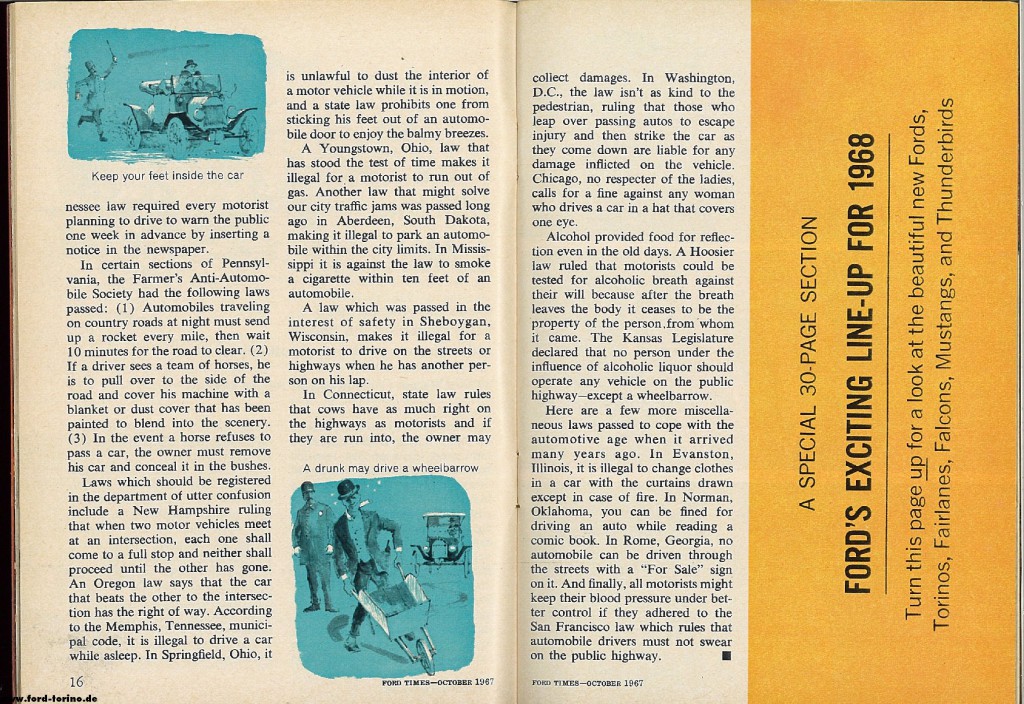 Keep your feet inside the car
nessee law required every motorist
planning to drive to warn the public
one week in advance by inserting a
notice in the newspaper.
In certain sections of Pennsyl-
vania, the Farmer's Anti-Automo-
bile Society had the following laws
passed: (1) Automobiles traveling
on country roads at night must send
up a rocket every mile, then wait
10 minutes for the road to clear. (2)
If a driver sees a team of horses, he
is to pull over to the side of the
road and cover his machine with a
blanket or dust cover that has been
painted to blend into the scenery.
(3) In the event a horse refuses to
pass a car, the owner must remove
his car and conceal it in the bushes.
Laws which should be registered
in the department of utter confusion
include a New Hampshire ruling
that when two motor vehicles meet
at an intersection, each one shall
come to a full stop and neither shall
proceed until the other has gone.
An Oregon law says that the car
that beats the other to the intersec-
tion has the right of way. According
to the Memphis, Tennessee, munici-
pal code, it is illegal to drive a car
while asleep. In Springfield, Ohio, it
16
is unlawful to dust the interior of
a motor vehicle while it is in motion,
and a state law prohibits one from
sticking his feet out of an automo-
bile door to enjoy the balmy breezes.
A Youngstown, Ohio, law that
has stood the test of time makes it
illegal for a motorist to run out of
gas. Another law that might solve
our city traffic jams was passed long
ago in Aberdeen, South Dakota,
making it illegal to park an automo-
bile within the city limits. In Missis-
sippi it is against the law to smoke
a cigarette within ten feet of an
automobile.
A law which was passed in the
interest of safety in Sheboygan,
Wisconsin, makes it illegal for a
motorist to drive on the streets or
highways when he has another per-
son on his lap.
In Connecticut, state law rules
that cows have as much right on
the highways as motorists and if
they are run into, the owner may
A drunk may drive a wheelbarrow
FORD TIMES—OCTOBER 1967
collect damages. In Washington,
D.C., the law isn't as kind to the
pedestrian, ruling that those who
leap over passing autos to escape
injury and then strike the car as
they come down are liable for any
damage inflicted on the vehicle.
Chicago, no respecter of the ladies,
calls for a fine against any woman
who drives a car in a hat that covers
one eye.
Alcohol provided food for reflec-
tion even in the old days. A Hoosier
law ruled that motorists could be
tested for alcoholic breath against
their will because after the breath
leaves the body it ceases to be the
property of the person from whom
it came. The Kansas Legislature
declared that no person under the
influence of alcoholic liquor should
operate any vehicle on the public
highway—except a wheelbarrow.
Here are a few more miscella-
neous laws passed to cope with the
automotive age when it arrived
many years ago. In Evanston,
Illinois, it is illegal to change clothes
in a car with the curtains drawn
except in case of fire. In Norman,
Oklahoma, you can be fined for
driving an auto while reading a
comic book. In Rome, Georgia, no
automobile can be driven through
the streets with a "For Sale" sign
on it. And finally, all motorists might
keep their blood pressure under bet-
ter control if they adhered to the
San Francisco law which rules that
automobile drivers must not swear
on the public highway. ■
FORD TIMES—OCTOBER 1967
A SPECIAL 30-PAGE SECTION
FORD'S EXCITING LINE-UP FOR 1968
Turn this page up for a look at the beautiful new Fords,
Torinos, Fairlanes, Falcons, Mustangs, and Thunderbirds
www.ford-torino.de